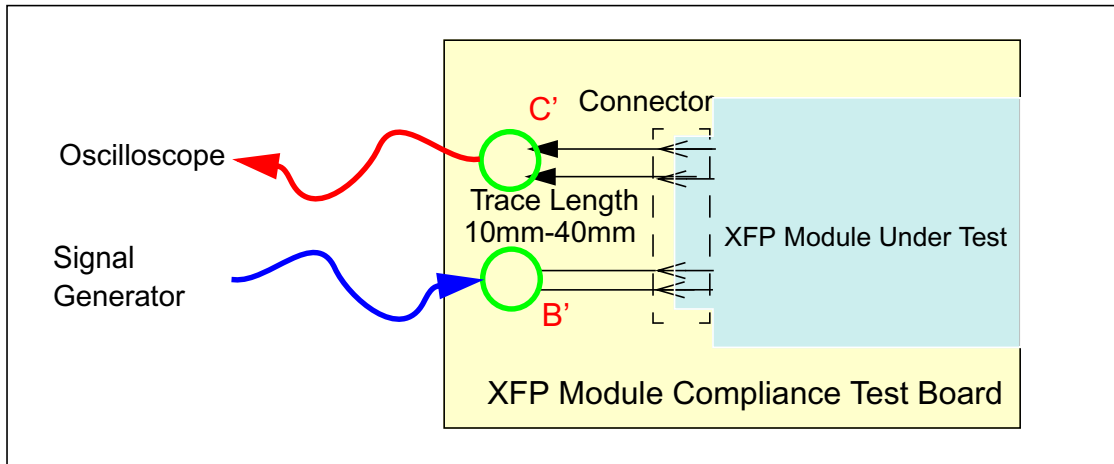 C’
Connector
Oscilloscope
Trace Length
10mm-40mm
XFP Module Under Test
Signal
Generator
B’
XFP Module Compliance Test Board